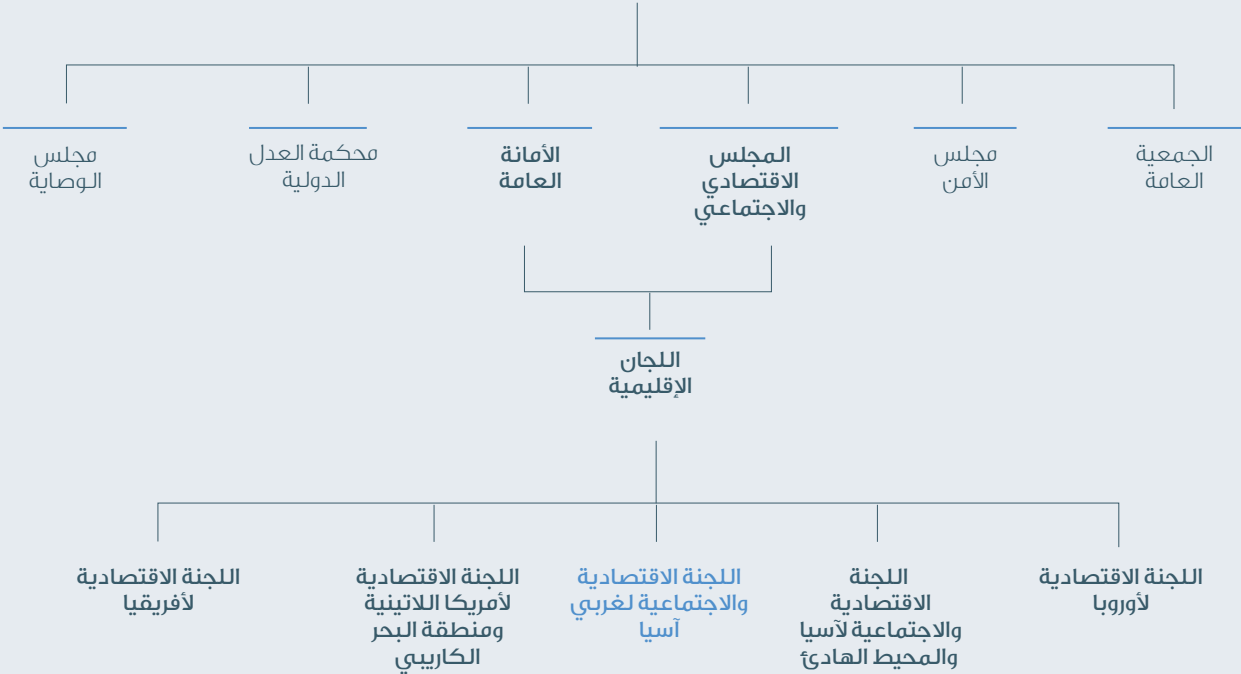 الجمعية
العامة
مجلس
الأمن
المجلس
الاقتصادي
والاجتماعي
الأمانة
العامة
محكمة العدل
الدولية
مجلس
الوصاية
اللجان
الإقليمية
اللجنة الاقتصادية
لأوروبا
اللجنة
الاقتصادية
والاجتماعية لآسيا
والمحيط الهادئ
اللجنة الاقتصادية
والاجتماعية لغربي
آسيا
اللجنة الاقتصادية
لأمريكا اللاتينية
ومنطقة البحر
الكاريبي
اللجنة الاقتصادية
لأفريقيا